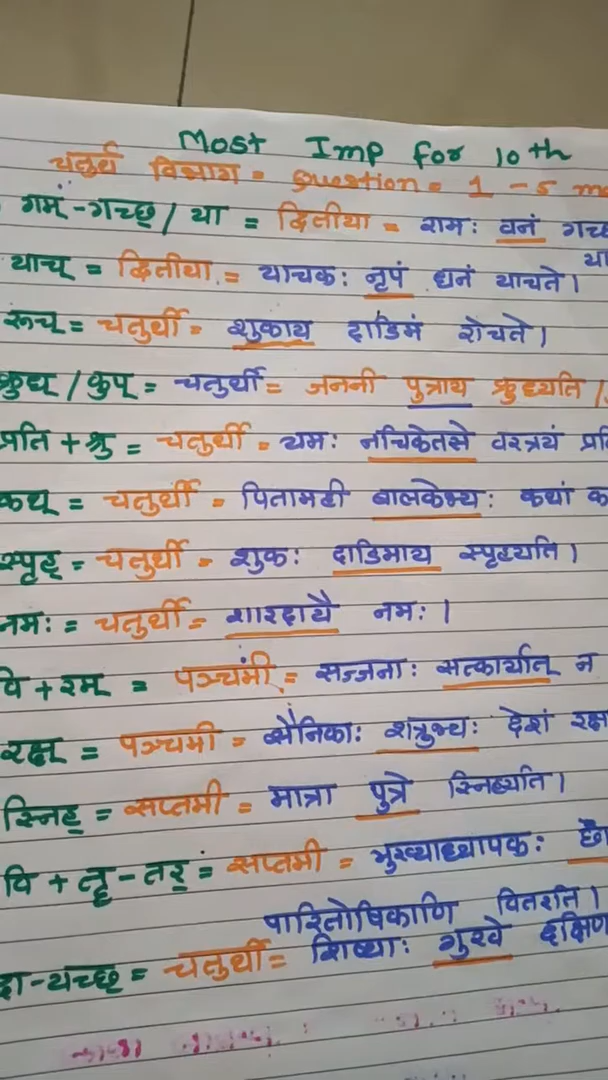 Most Imp for 10th
चतुर्थ विभाग = Question = 1 - 5 m
गम् - गच्छ् / या = द्वितीया = रामः वनं गच्छ
या
याच् = द्वितीया = याचकः नृपं धनं याचते।
रूच् = चतुर्थी = शुकाय दाडिमं रोचते।
क्रुध् / कुप् = चतुर्थी = जननी पुत्राय क्रुध्यति /
प्रति + श्रु = चतुर्थी = यमः नचिकेतसे वरत्रयं प्रति
कथ् = चतुर्थी = पितामही बालकेभ्यः कथां क
स्पृह् = चतुर्थी = शुकः दाडिमाय स्पृहयति।
नमः = चतुर्थी = शारदायै नमः।
वि + रम् = पञ्चमी = सज्जनाः सत्कार्यात् न
रक्ष् = पञ्चमी = सैनिकाः शत्रुभ्यः देशं रक्ष
स्निह् = सप्तमी = माता पुत्रे स्निह्यति।
वि + तृ - तर् = सप्तमी = मुख्याध्यापकः छा
पारितोषिकाणि वितरति।
दा - यच्छ् = चतुर्थी = शिष्याः गुरवे दक्षिण